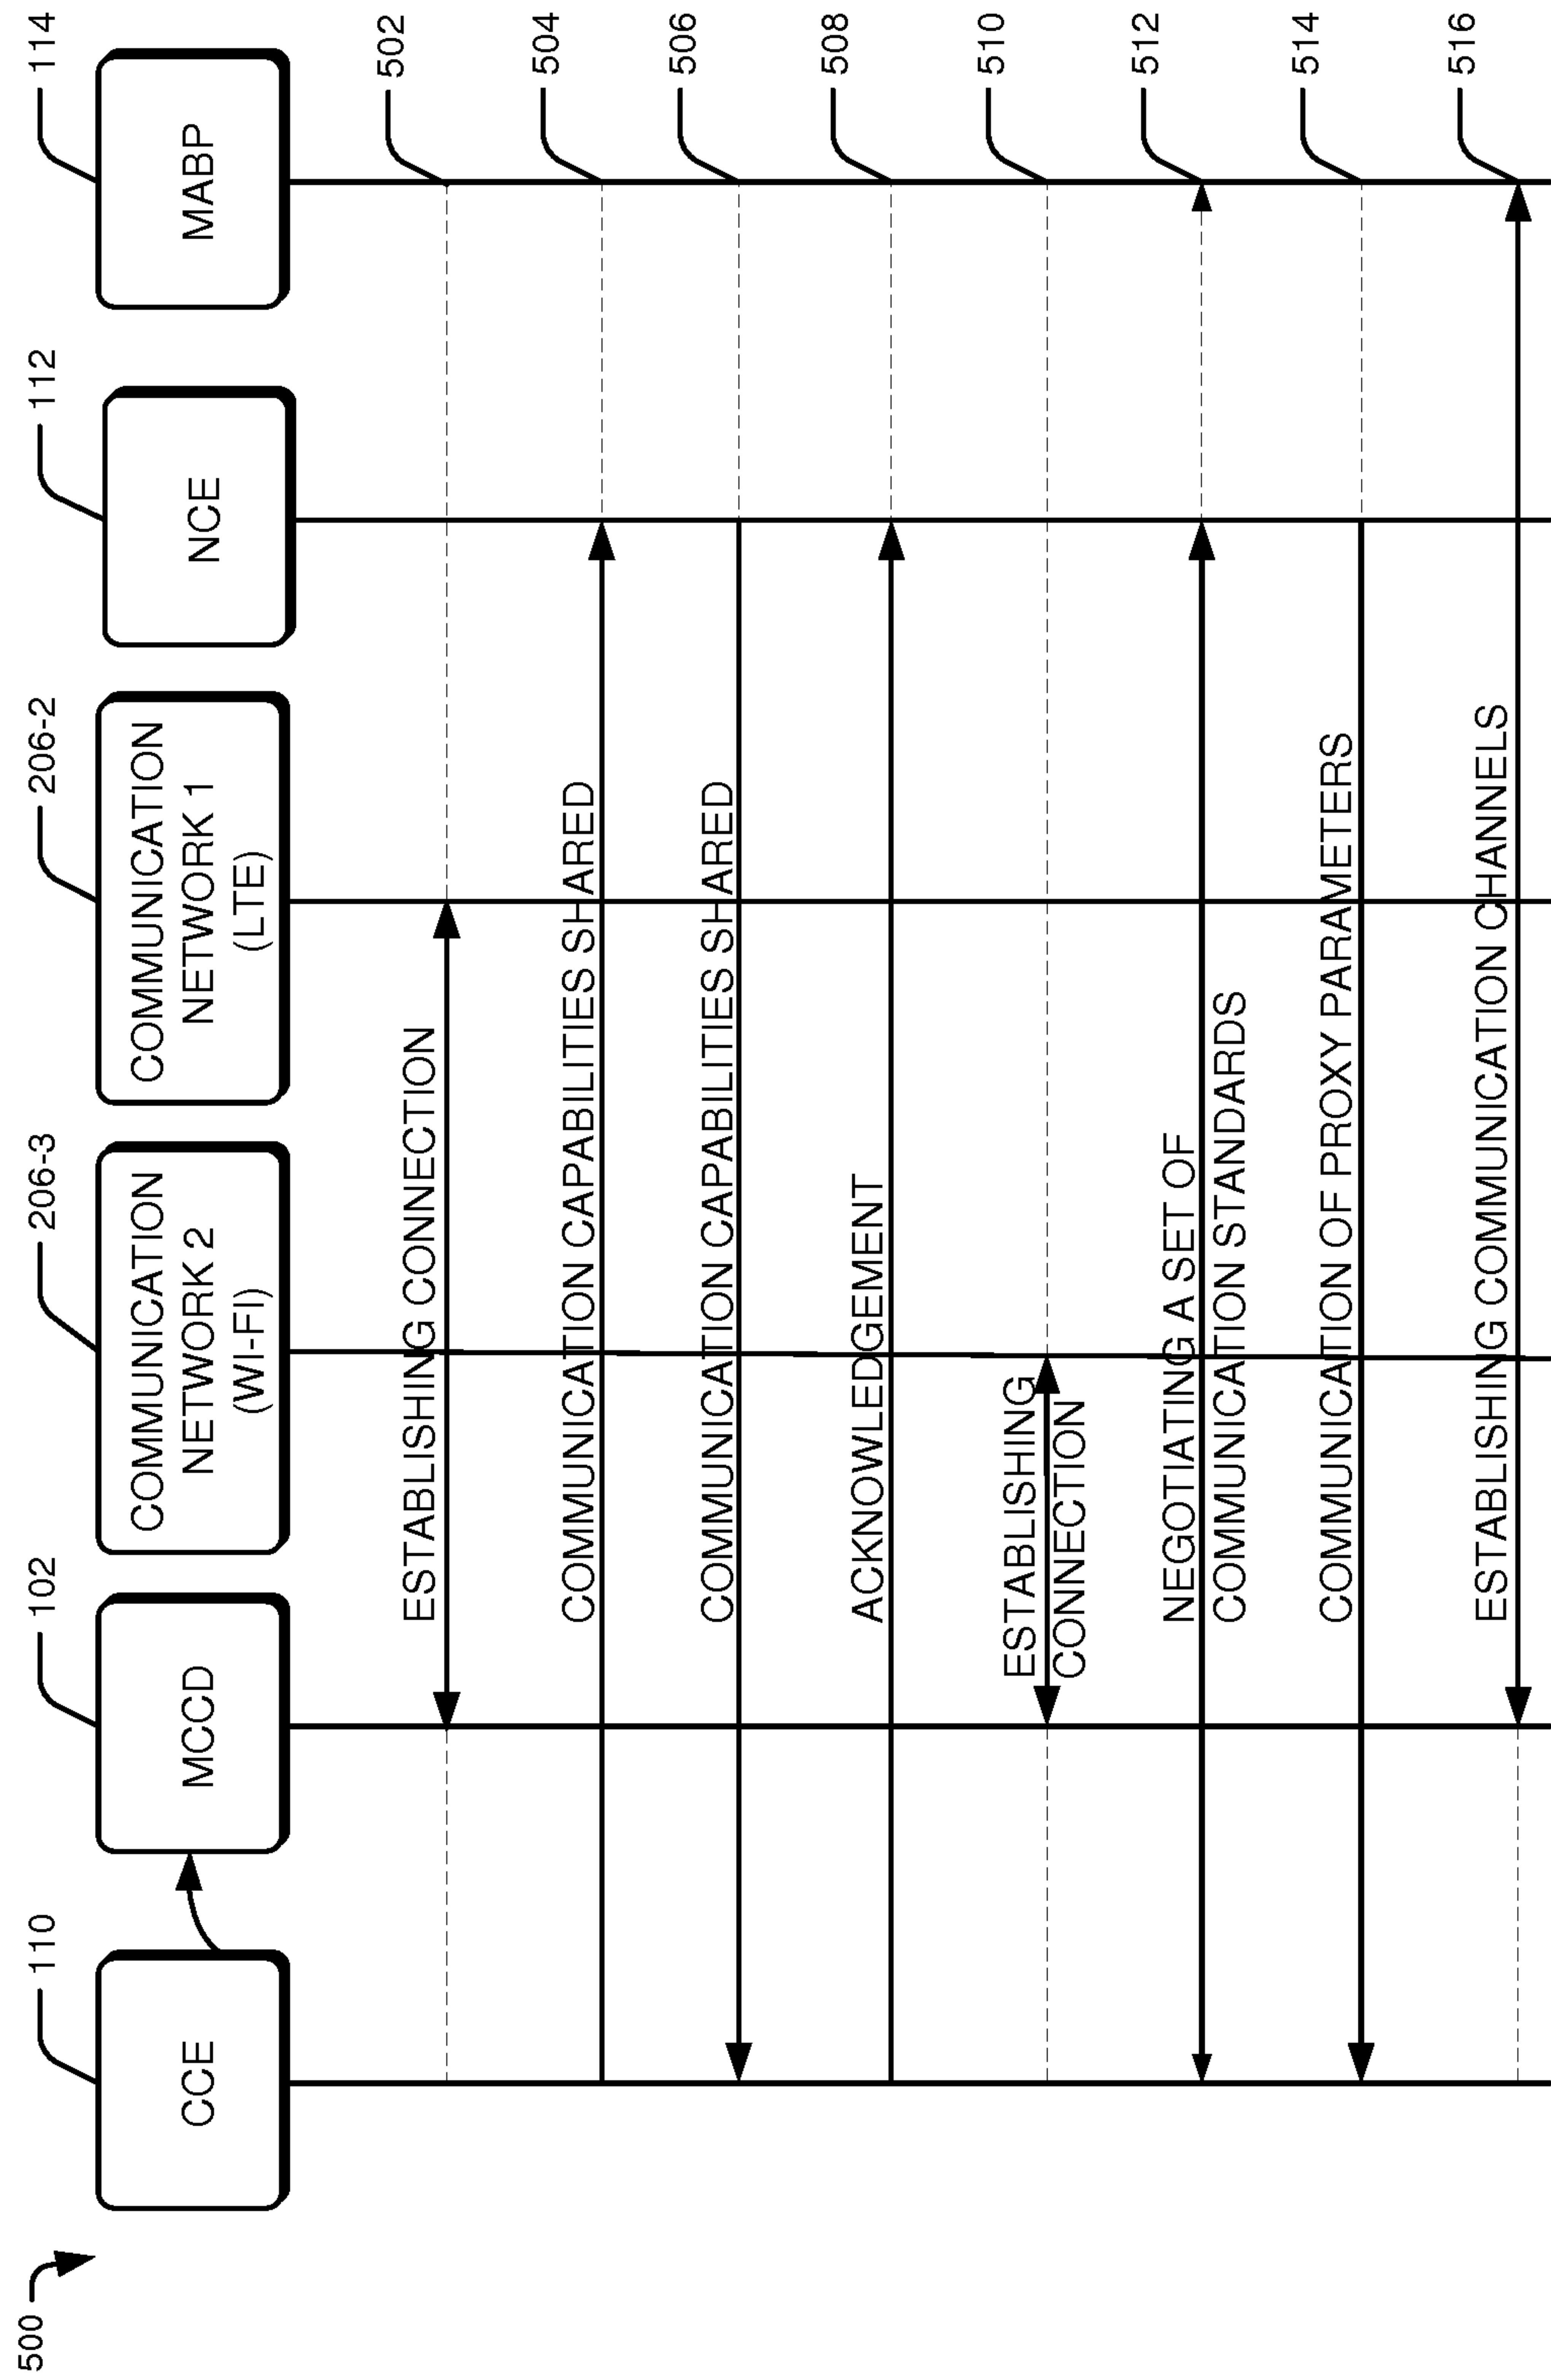 500
110
102
206-3
206-2
112
114
CCE
MCCD
COMMUNICATION
NETWORK 2
(WI-FI)
COMMUNICATION
NETWORK 1
(LTE)
NCE
MABP
ESTABLISHING CONNECTION
502
COMMUNICATION CAPABILITIES SHARED
504
COMMUNICATION CAPABILITIES SHARED
506
ACKNOWLEDGEMENT
508
ESTABLISHING
CONNECTION
510
NEGOTIATING A SET OF
COMMUNICATION STANDARDS
512
COMMUNICATION OF PROXY PARAMETERS
514
ESTABLISHING COMMUNICATION CHANNELS
516